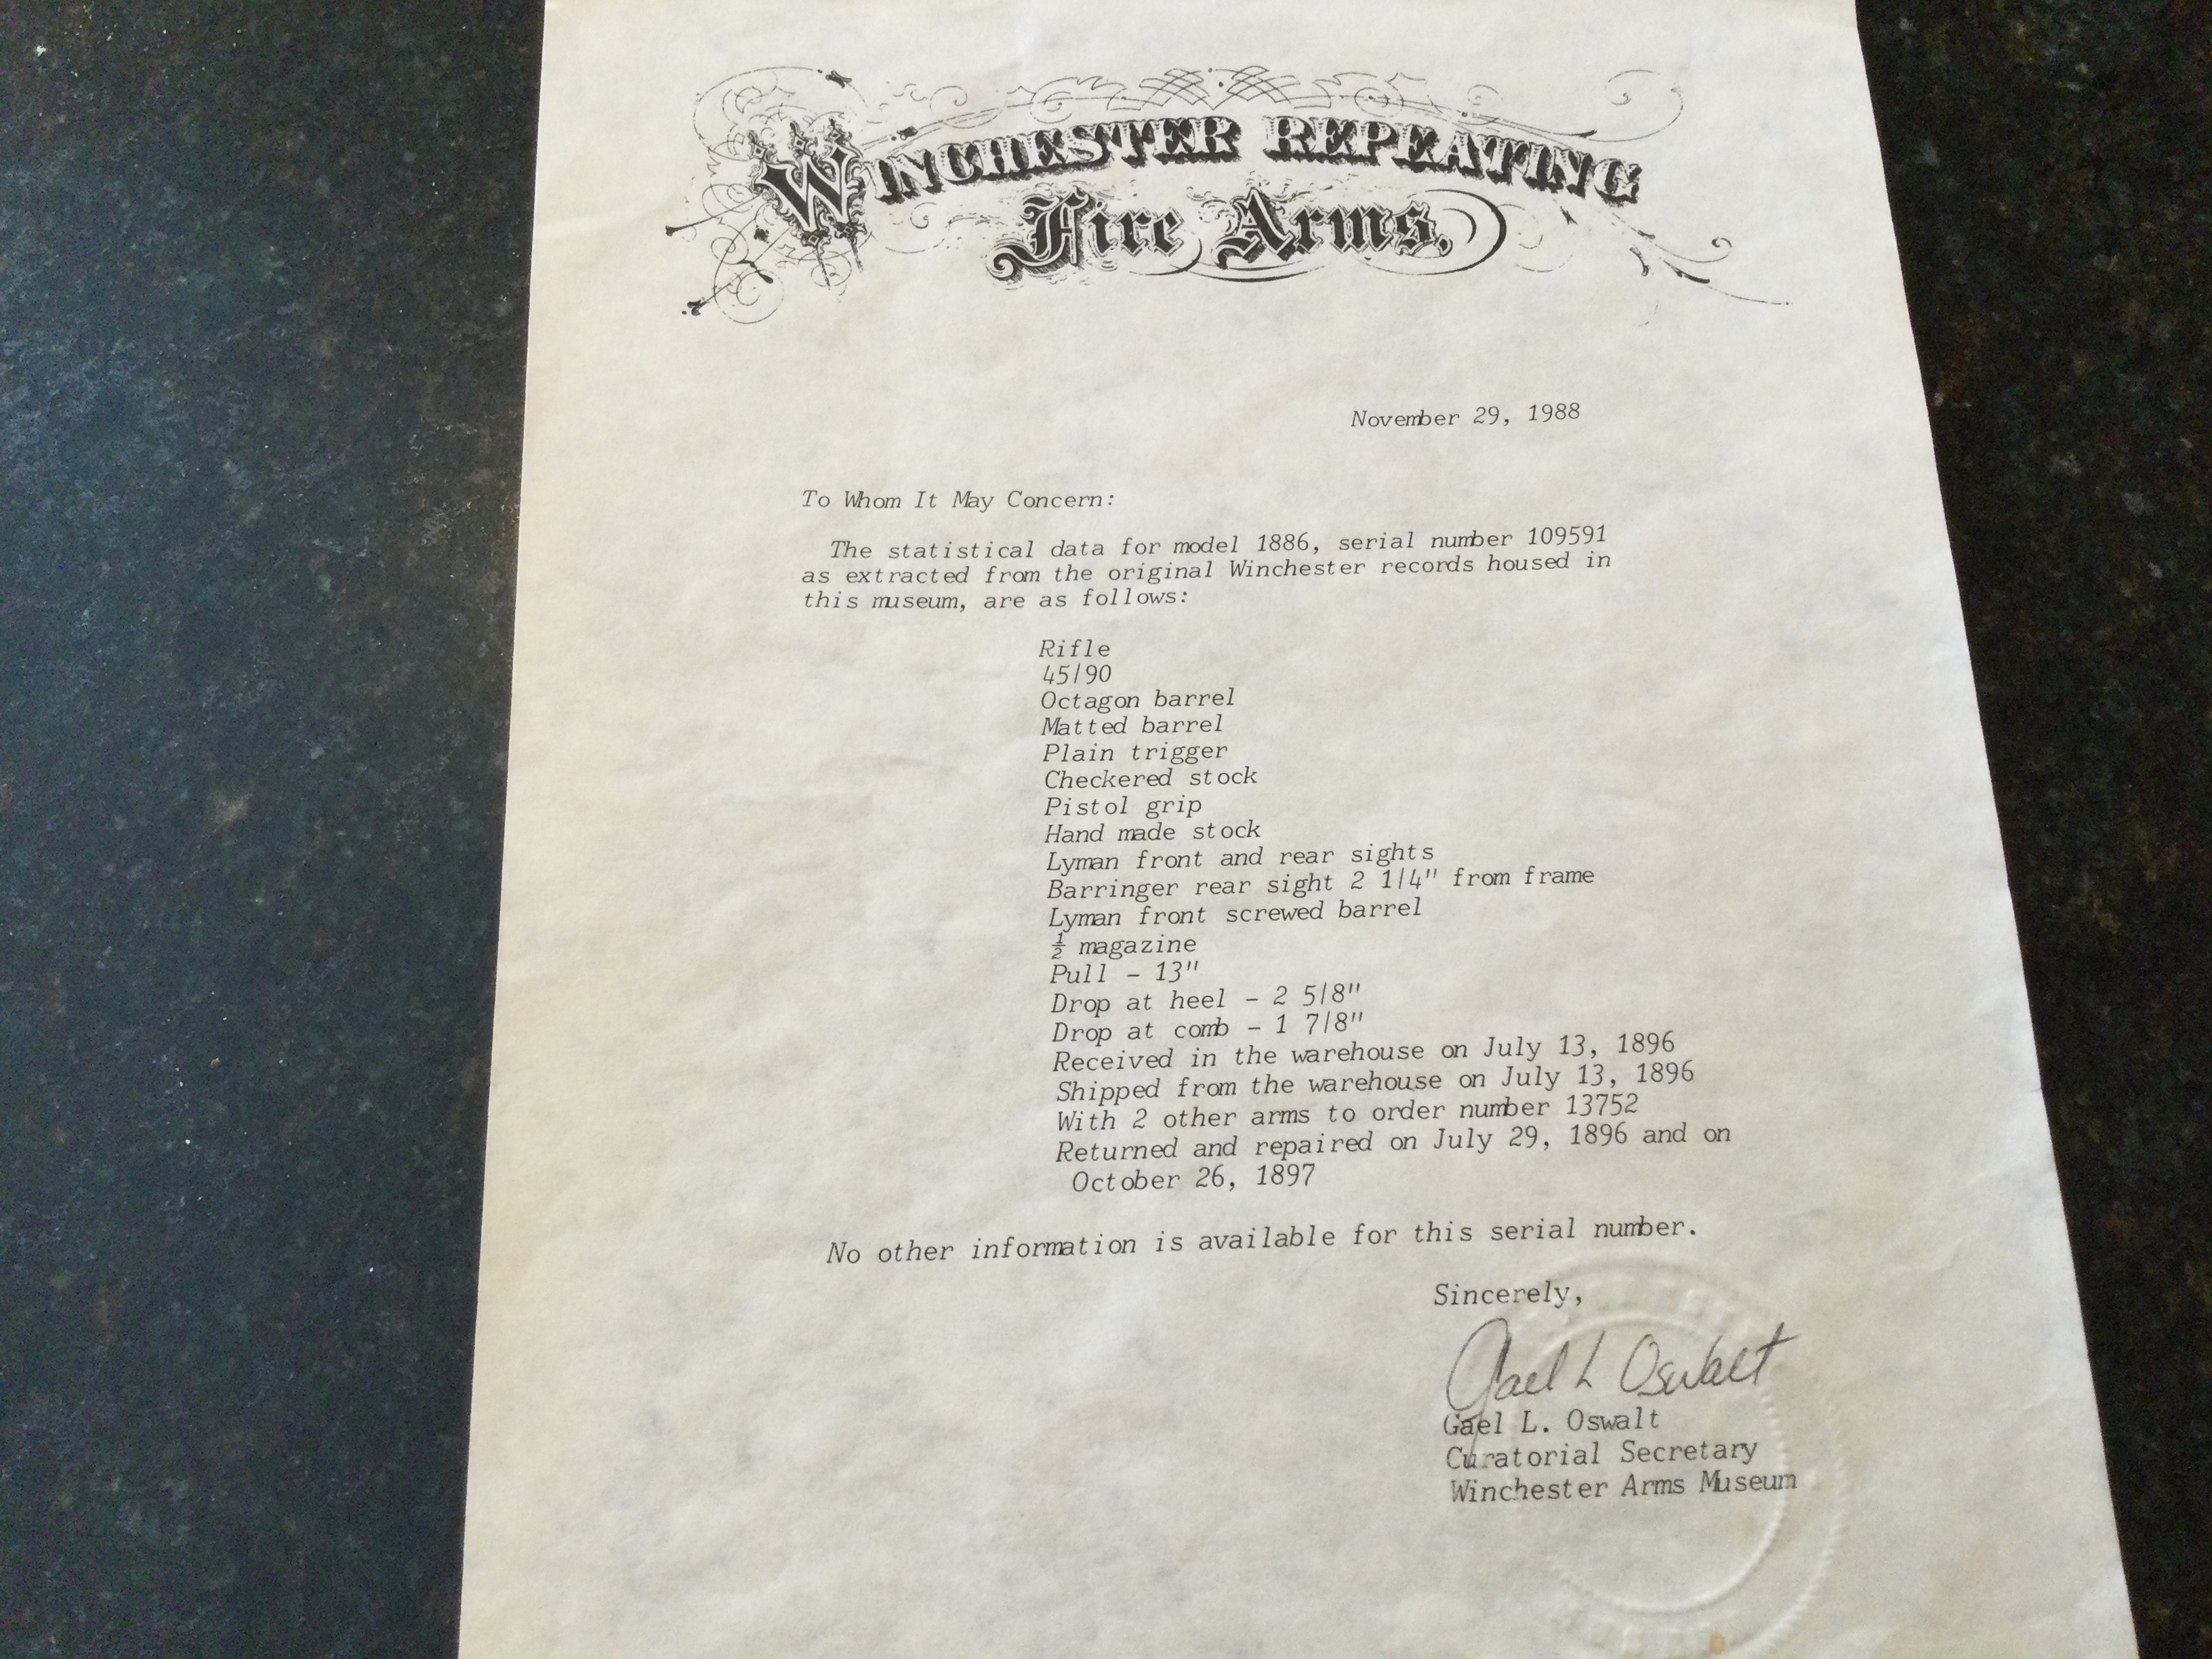 WINCHESTER REPEATING
Fire Arms,
November 29, 1988
To Whom It May Concern:
The statistical data for model 1886, serial number 109591
as extracted from the original Winchester records housed in
this museum, are as follows:
Rifle
45/90
Octagon barrel
Matted barrel
Plain trigger
Checkered stock
Pistol grip
Hand made stock
Lyman front and rear sights
Barringer rear sight 2 1/4" from frame
Lyman front screwed barrel
½ magazine
Pull - 13"
Drop at heel - 2 5/8"
Drop at comb - 1 7/8"
Received in the warehouse on July 13, 1896
Shipped from the warehouse on July 13, 1896
With 2 other arms to order number 13752
Returned and repaired on July 29, 1896 and on
October 26, 1897
No other information is available for this serial number.
Sincerely,
Gael L Oswalt
Gael L. Oswalt
Curatorial Secretary
Winchester Arms Museum